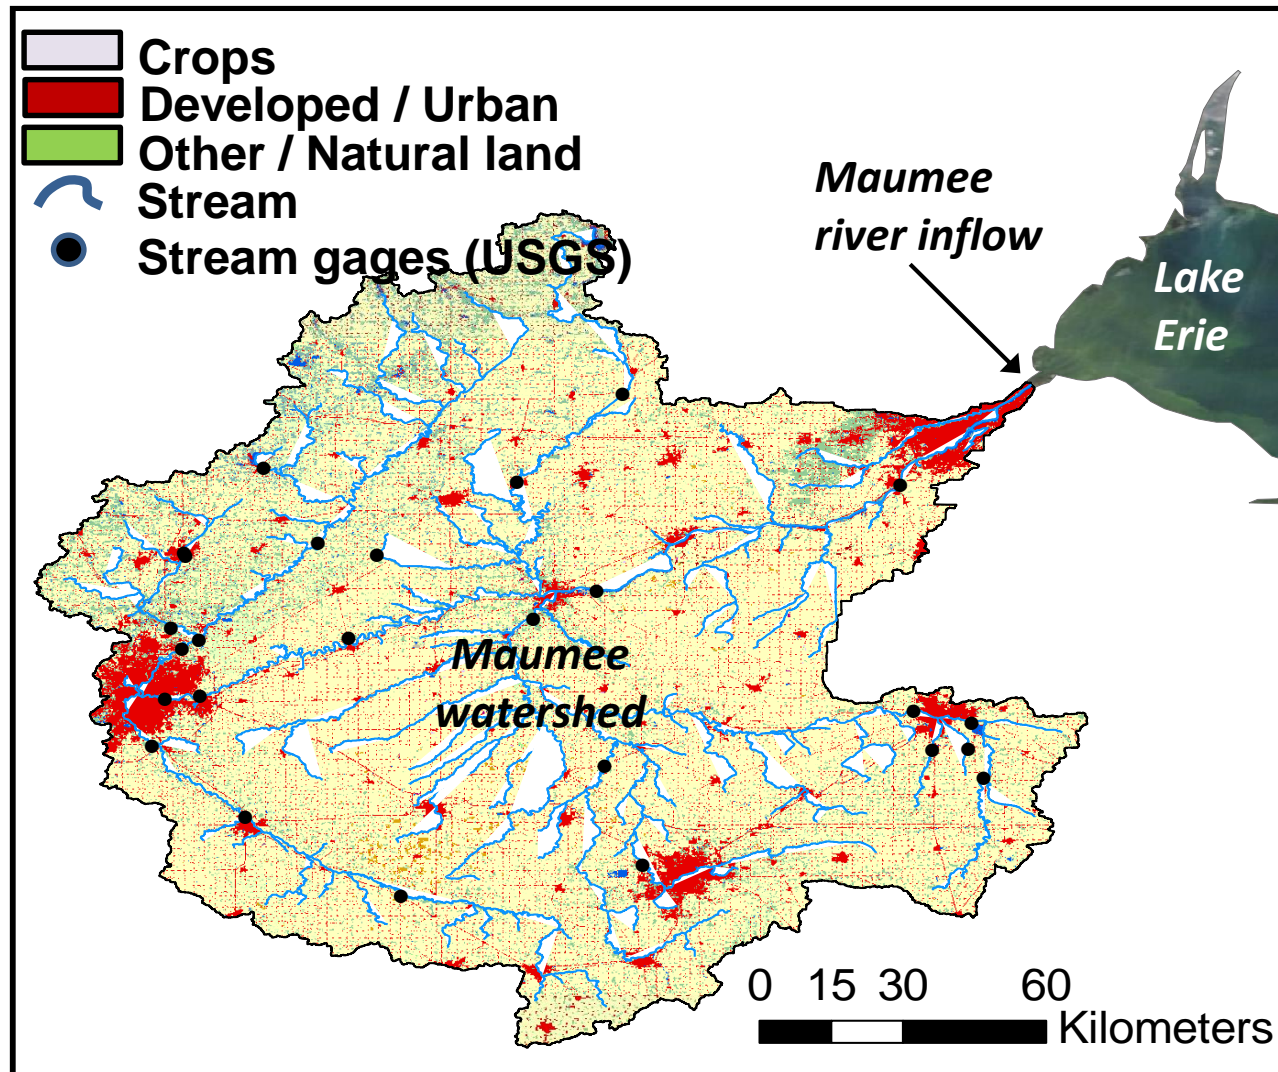 Crops
Developed / Urban
Other / Natural land
Stream
Stream gages (USGS)
Maumee
river inflow
Lake
Erie
Maumee
watershed
0 15 30 60
Kilometers